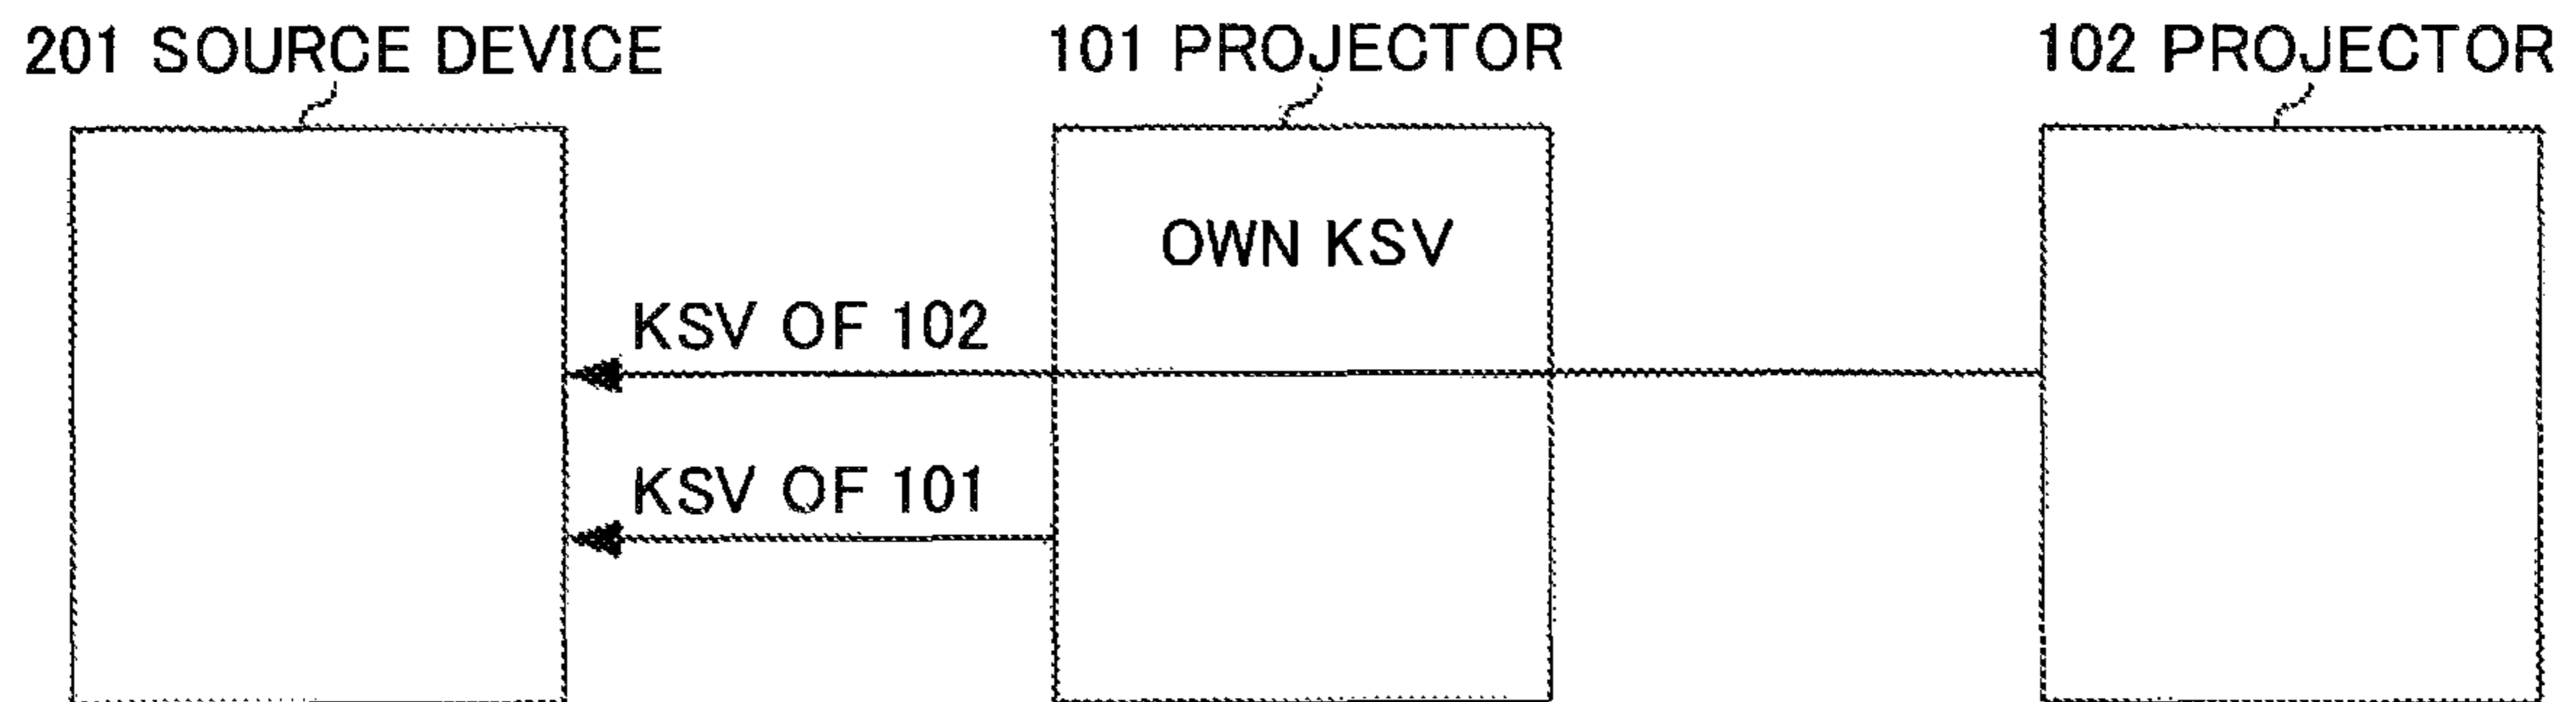 201 SOURCE DEVICE
101 PROJECTOR
102 PROJECTOR
OWN KSV
KSV OF 102
KSV OF 101